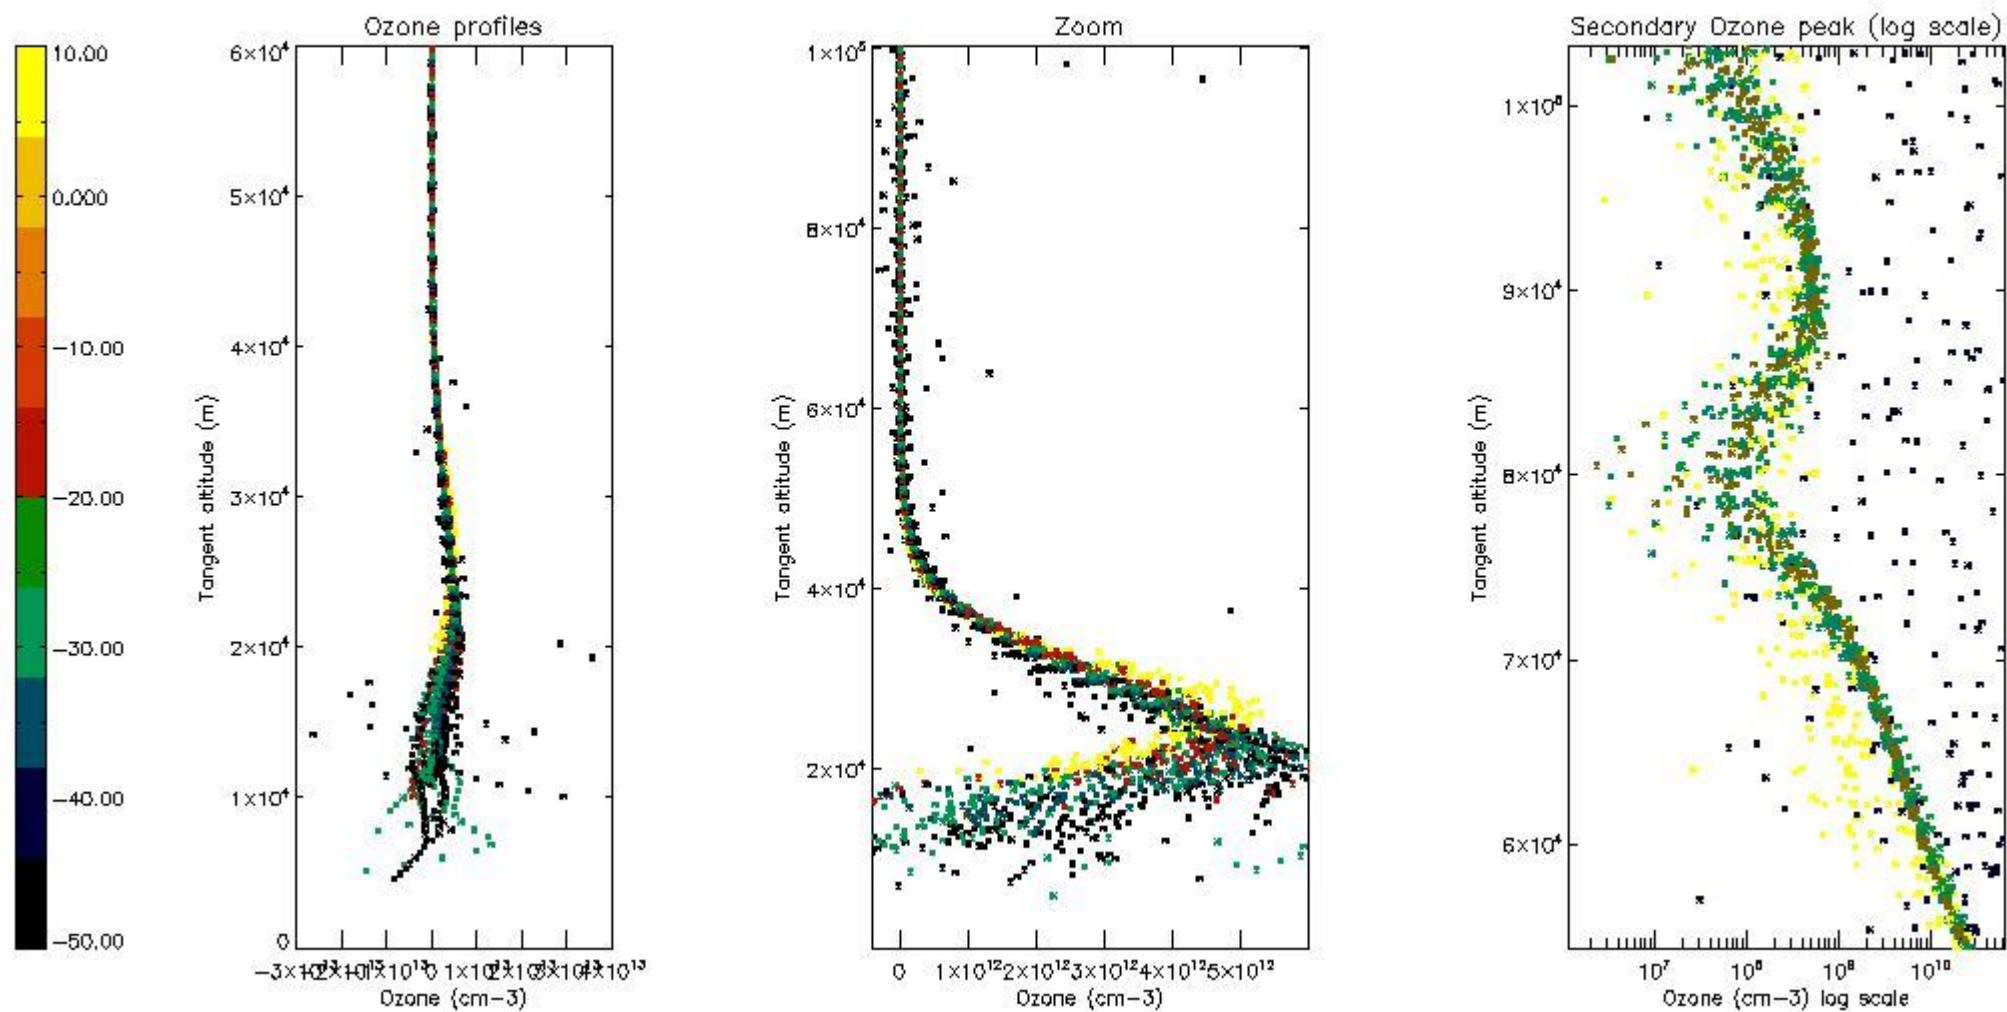 Ozone profiles
Zoom
Secondary Ozone peak (log scale)
10.00
0.000
−10.00
−20.00
−30.00
−40.00
−50.00
6×10⁴
5×10⁴
4×10⁴
3×10⁴
2×10⁴
1×10⁴
0
Tangent altitude (m)
0
Ozone (cm−3)
1×10⁵
8×10⁴
6×10⁴
4×10⁴
2×10⁴
Tangent altitude (m)
0 1×10¹² 2×10¹² 3×10¹² 4×10¹² 5×10¹²
Ozone (cm−3)
1×10⁵
9×10⁴
8×10⁴
7×10⁴
6×10⁴
Tangent altitude (m)
10⁷ 10⁸ 10⁹ 10¹⁰
Ozone (cm−3) log scale